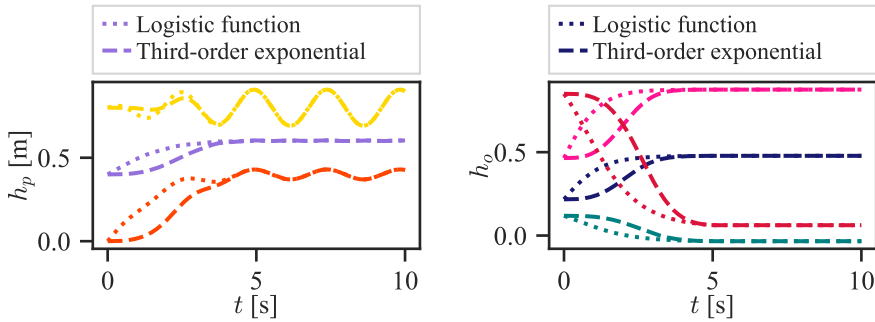 Logistic function
Third-order exponential
h_p [m]
0.5
0.0
0
5
10
t [s]
Logistic function
Third-order exponential
h_o
0.5
0.0
0
5
10
t [s]